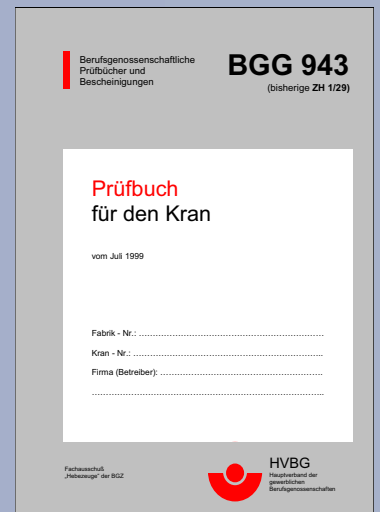 Berufsgenossenschaftliche
Prüfbücher und
Bescheinigungen
BGG 943
(bisherige ZH 1/29)
Prüfbuch
für den Kran
vom Juli 1999
Fabrik - Nr.: ..................................................................
Kran - Nr.: ....................................................................
Firma (Betreiber): ..........................................................
...................................................................................
Fachausschuß
„Hebezeuge" der BGZ
HVBG
Hauptverband der
gewerblichen
Berufsgenossenschaften